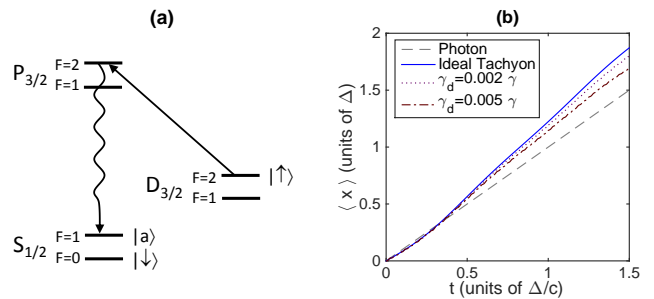 (a)
F=2
P3/2
F=1
F=2 |↑⟩
D3/2
F=1
F=1 |a⟩
S1/2
F=0 |↓⟩
(b)
Photon
Ideal Tachyon
γd=0.002 γ
γd=0.005 γ
2
1.5
1
0.5
0
⟨ x ⟩ (units of Δ)
0 0.5 1 1.5
t (units of Δ/c)